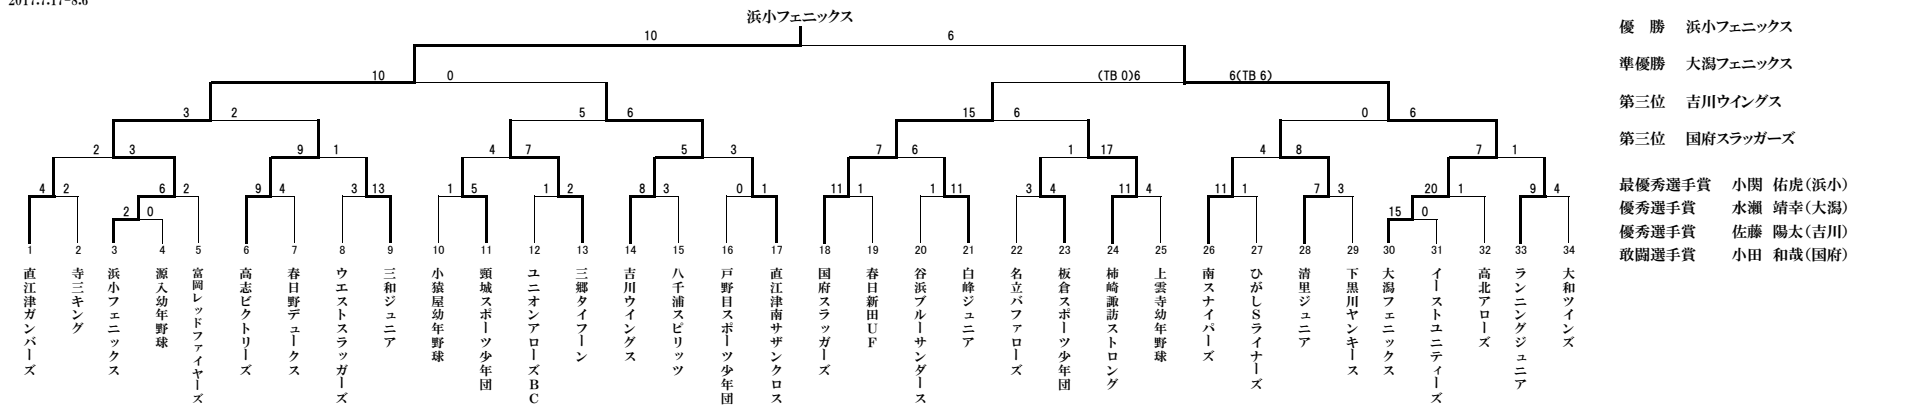 2017.7.17-8.6
浜小フェニックス
10 6
10 0 (TB 0)6 6(TB 6)
3 2 5 6 15 6 0 6
2 3 9 1 4 7 5 3 7 6 1 17 4 8 7 1
4 2 6 2 9 4 3 13 1 5 1 2 8 3 0 1 11 1 1 11 3 4 11 4 11 1 7 3 20 1 9 4
2 0 15 0
1 直江津ガンバーズ
2 寺三キング
3 浜小フェニックス
4 源入幼年野球
5 富岡レッドファイヤーズ
6 高志ビクトリーズ
7 春日野デュークス
8 ウエストスラッガーズ
9 三和ジュニア
10 小猿屋幼年野球
11 頸城スポーツ少年団
12 ユニオンアローズBC
13 三郷タイフーン
14 吉川ウイングス
15 八千浦スピリッツ
16 戸野目スポーツ少年団
17 直江津南サザンクロス
18 国府スラッガーズ
19 春日新田UF
20 谷浜ブルーサンダース
21 白峰ジュニア
22 名立バファローズ
23 板倉スポーツ少年団
24 柿崎諏訪ストロング
25 上雲寺幼年野球
26 南スナイパーズ
27 ひがしSライナーズ
28 清里ジュニア
29 下黒川ヤンキース
30 大潟フェニックス
31 イーストユニティーズ
32 高北アローズ
33 ランニングジュニア
34 大和ツインズ
優 勝 浜小フェニックス
準優勝 大潟フェニックス
第三位 吉川ウイングス
第三位 国府スラッガーズ
最優秀選手賞 小関 佑虎(浜小)
優秀選手賞 水瀬 靖幸(大潟)
優秀選手賞 佐藤 陽太(吉川)
敢闘選手賞 小田 和哉(国府)